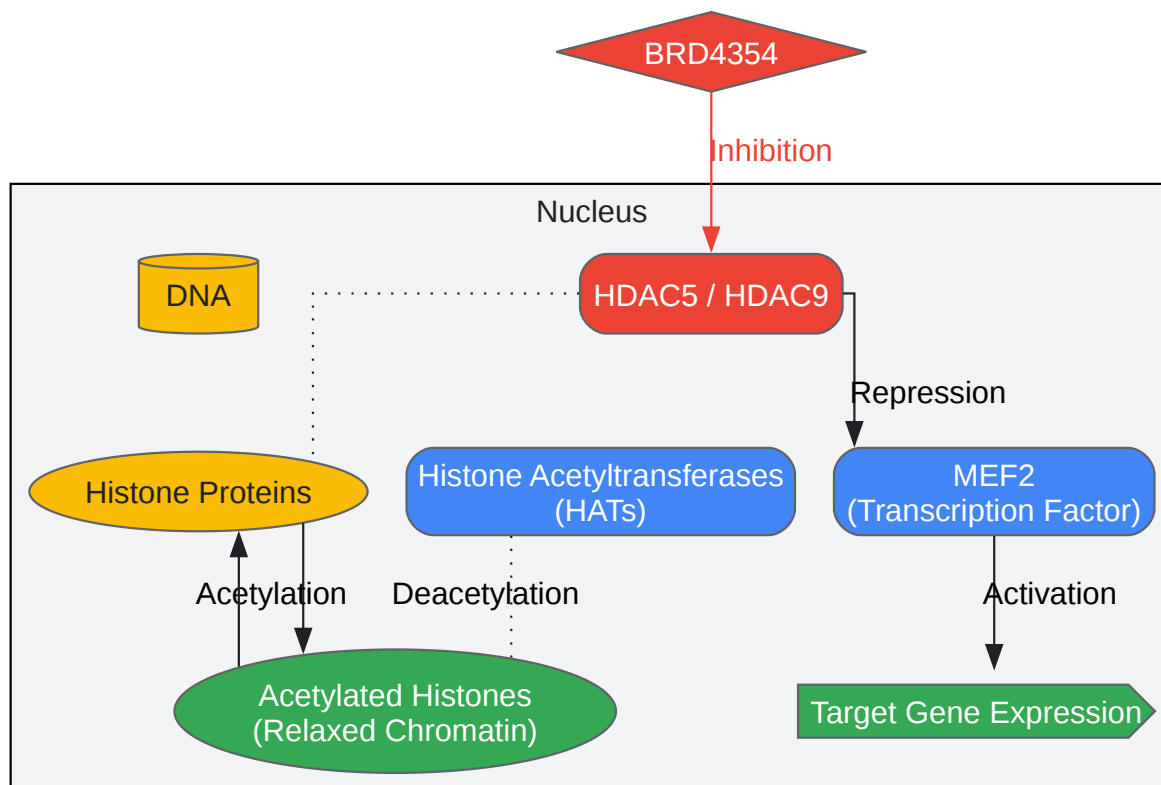 BRD4354
Inhibition
Nucleus
DNA
HDAC5 / HDAC9
Repression
Histone Proteins
Histone Acetyltransferases
(HATs)
MEF2
(Transcription Factor)
Acetylation
Deacetylation
Activation
Acetylated Histones
(Relaxed Chromatin)
Target Gene Expression